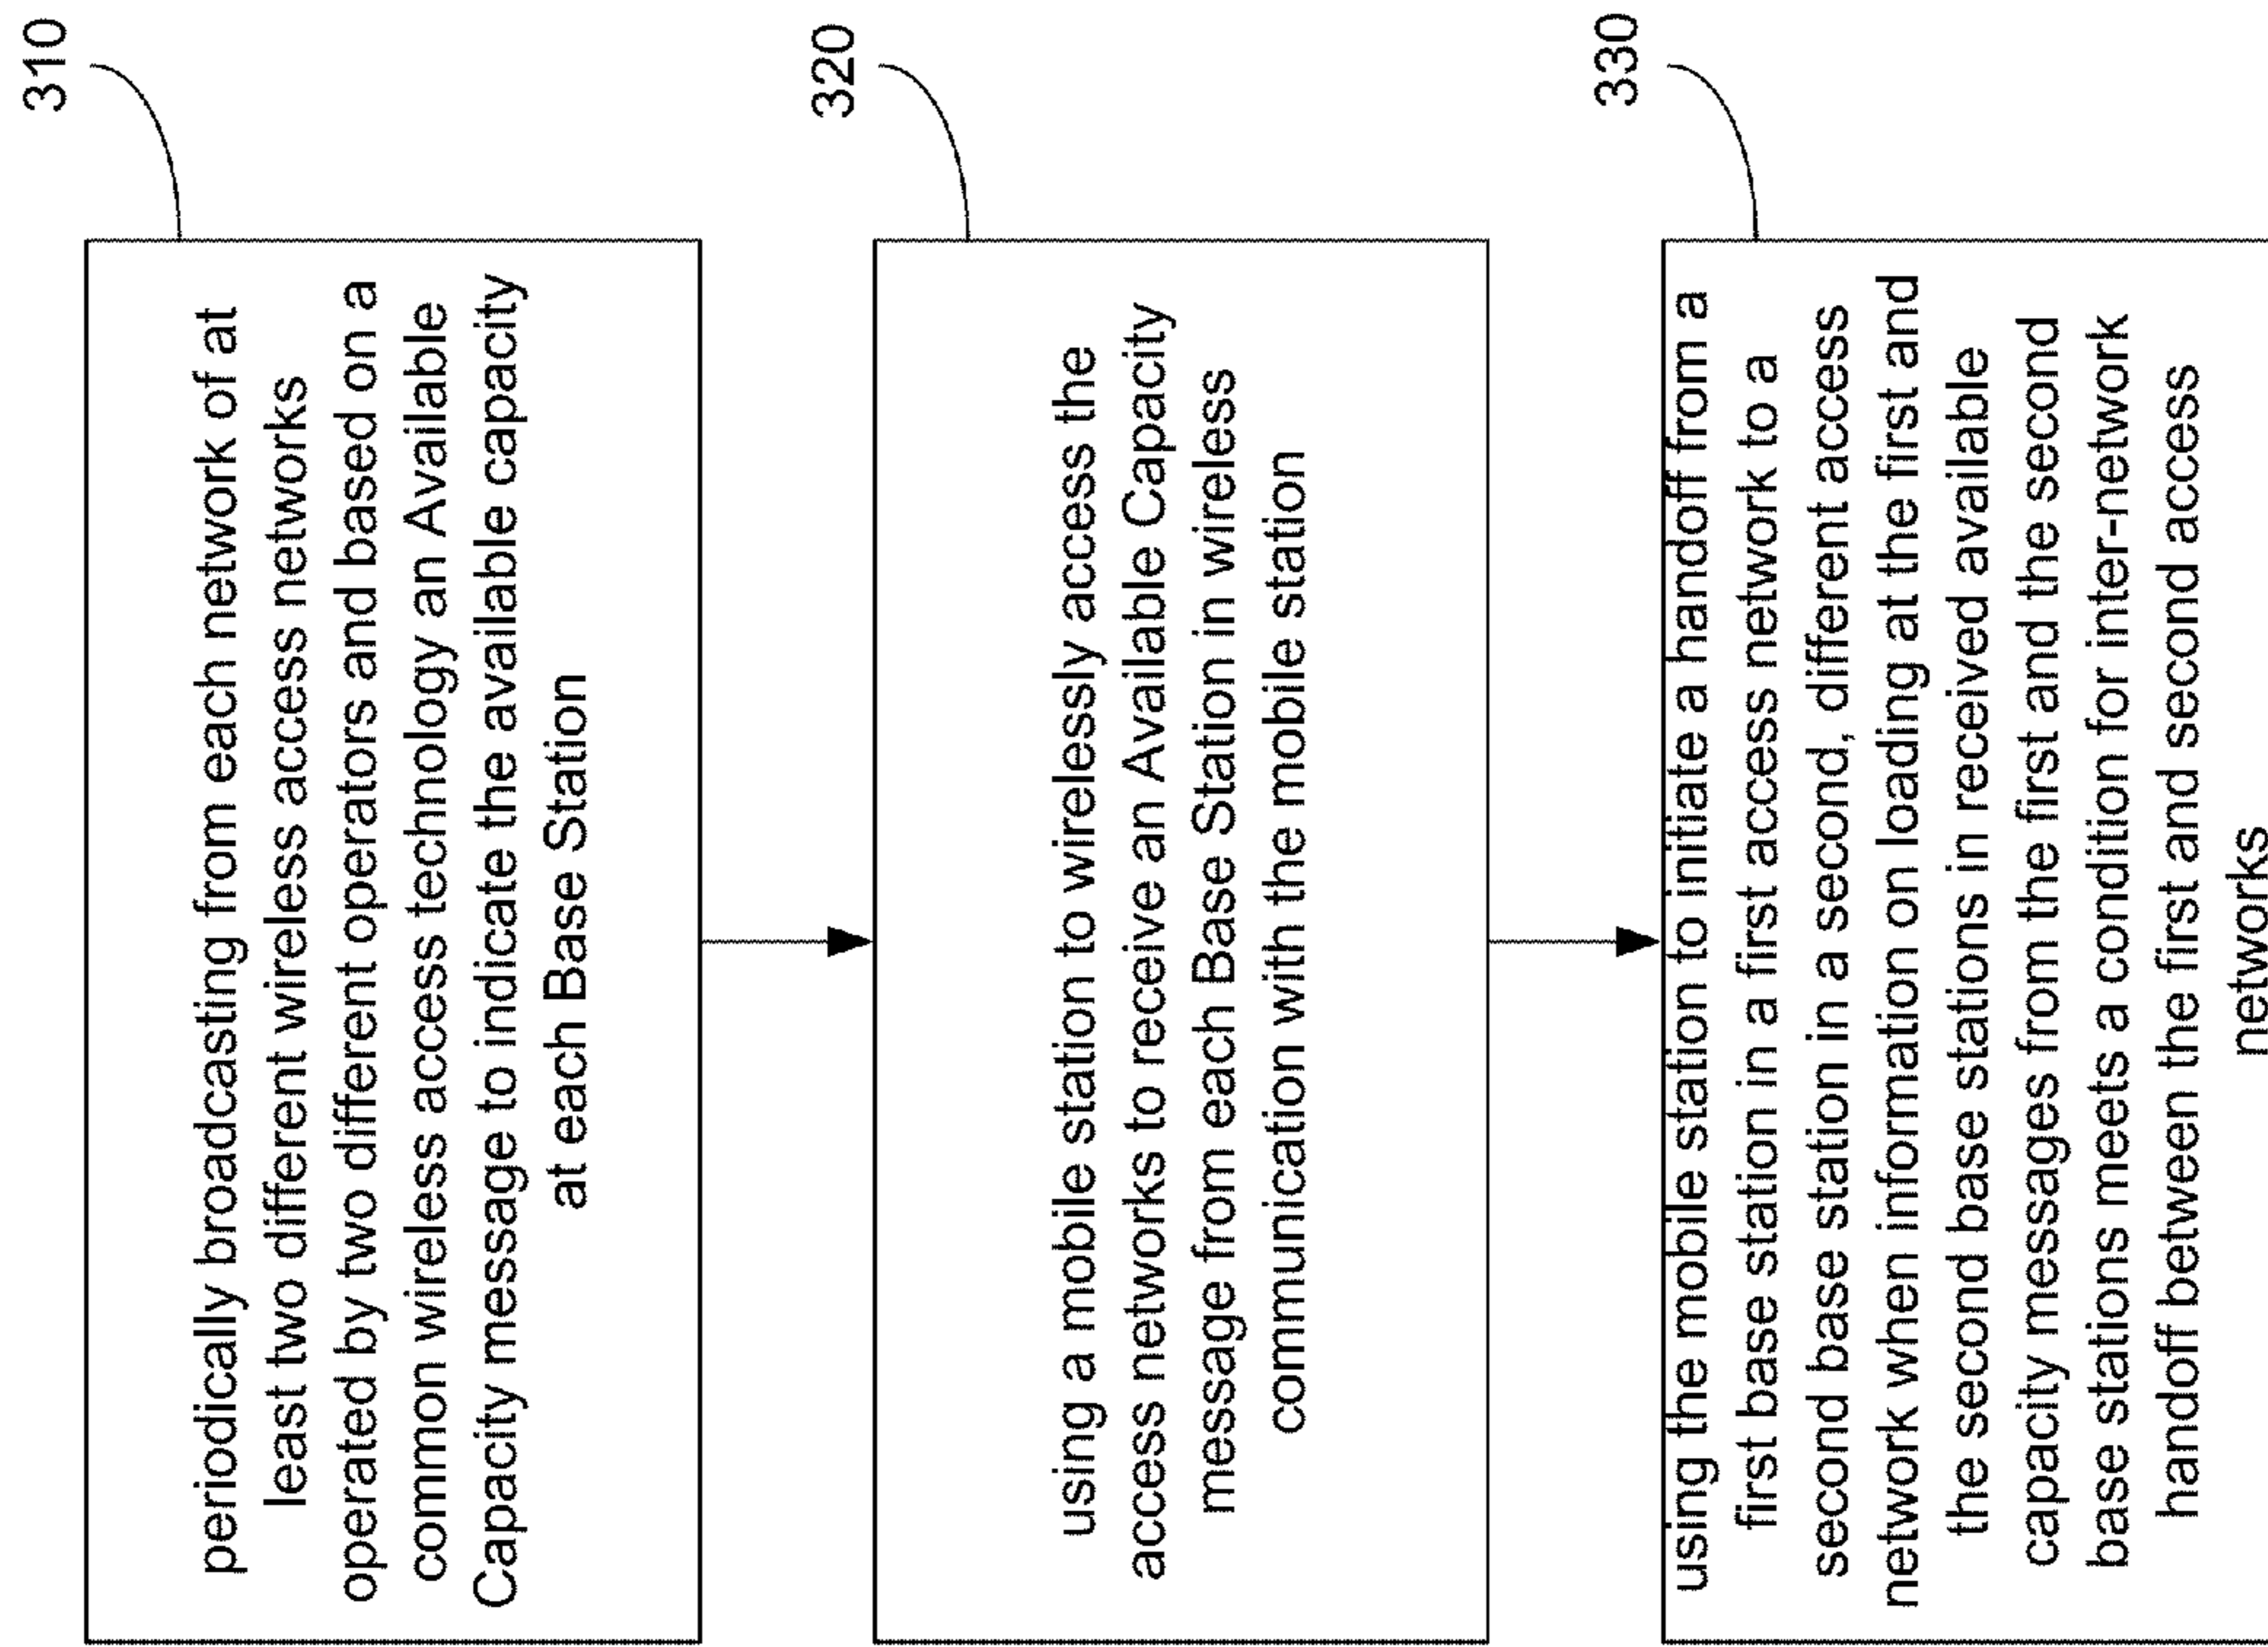 310
periodically broadcasting from each network of at
least two different wireless access networks
operated by two different operators and based on a
common wireless access technology an Available
Capacity message to indicate the available capacity
at each Base Station
320
using a mobile station to wirelessly access the
access networks to receive an Available Capacity
message from each Base Station in wireless
communication with the mobile station
330
using the mobile station to initiate a handoff from a
first base station in a first access network to a
second base station in a second, different access
network when information on loading at the first and
the second base stations in received available
capacity messages from the first and the second
base stations meets a condition for inter-network
handoff between the first and second access
networks